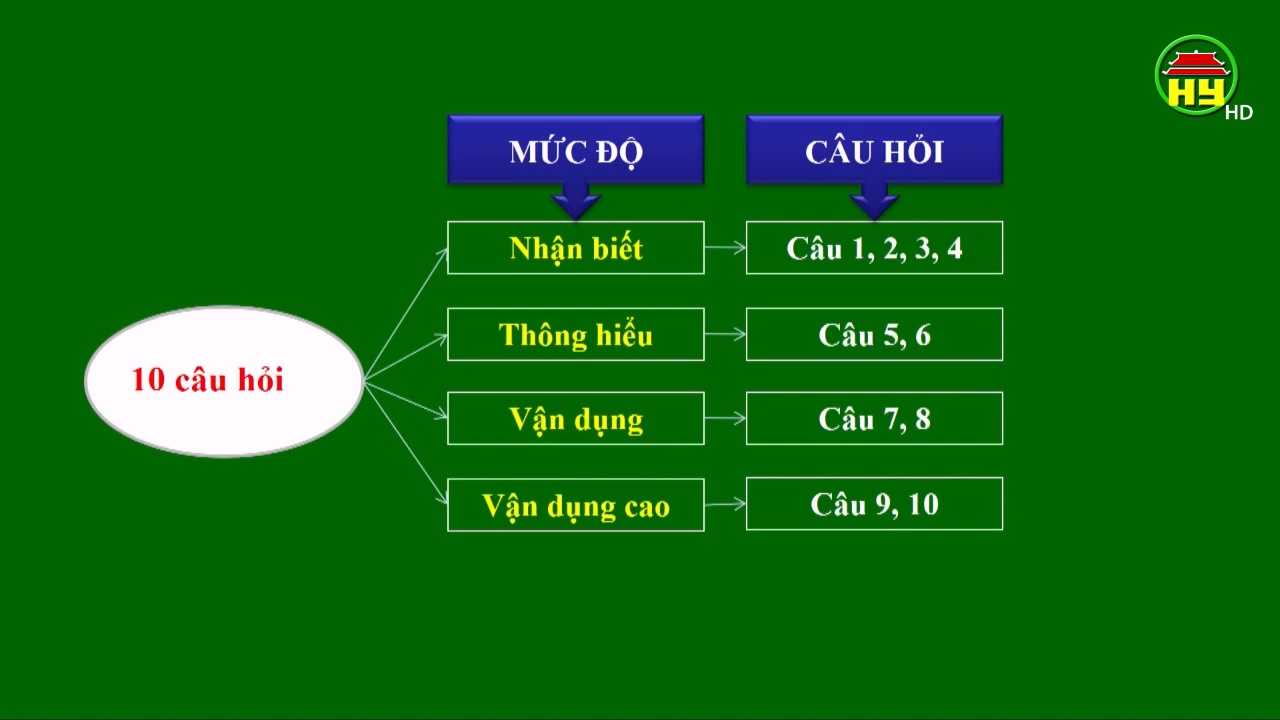 HY
HD
MỨC ĐỘ
CÂU HỎI
Nhận biết
Câu 1, 2, 3, 4
Thông hiểu
Câu 5, 6
10 câu hỏi
Vận dụng
Câu 7, 8
Vận dụng cao
Câu 9, 10